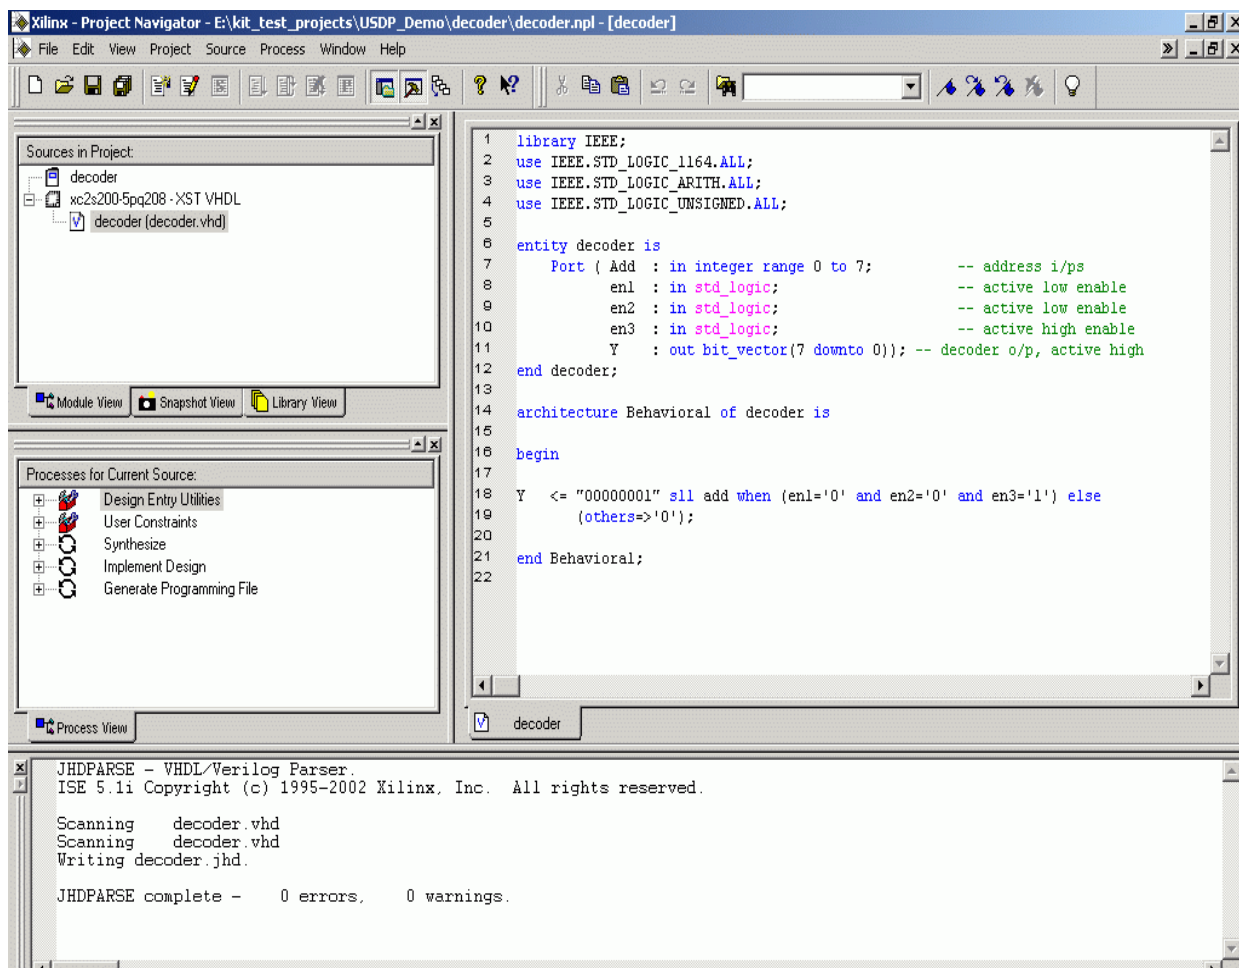 Xilinx - Project Navigator - E:\kit_test_projects\USDP_Demo\decoder\decoder.npl - [decoder]
File Edit View Project Source Process Window Help
Sources in Project:
decoder
xc2s200-5pq208 - XST VHDL
decoder (decoder.vhd)
Module View Snapshot View Library View
Processes for Current Source:
Design Entry Utilities
User Constraints
Synthesize
Implement Design
Generate Programming File
Process View
1 library IEEE;
2 use IEEE.STD_LOGIC_1164.ALL;
3 use IEEE.STD_LOGIC_ARITH.ALL;
4 use IEEE.STD_LOGIC_UNSIGNED.ALL;
5
6 entity decoder is
7 Port ( Add : in integer range 0 to 7; -- address i/ps
8 en1 : in std_logic; -- active low enable
9 en2 : in std_logic; -- active low enable
10 en3 : in std_logic; -- active high enable
11 Y : out bit_vector(7 downto 0)); -- decoder o/p, active high
12 end decoder;
13
14 architecture Behavioral of decoder is
15
16 begin
17
18 Y <= "00000001" sll add when (en1='0' and en2='0' and en3='1') else
19 (others=>'0');
20
21 end Behavioral;
22
decoder
JHDPARSE - VHDL/Verilog Parser.
ISE 5.1i Copyright (c) 1995-2002 Xilinx, Inc. All rights reserved.
Scanning decoder.vhd
Scanning decoder.vhd
Writing decoder.jhd.
JHDPARSE complete - 0 errors, 0 warnings.